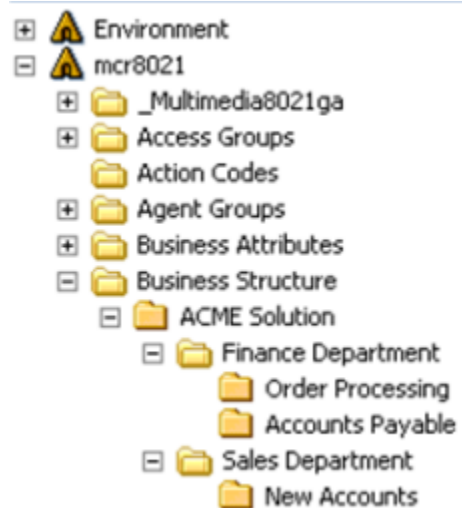 Environment
mcr8021
_Multimedia8021ga
Access Groups
Action Codes
Agent Groups
Business Attributes
Business Structure
ACME Solution
Finance Department
Order Processing
Accounts Payable
Sales Department
New Accounts